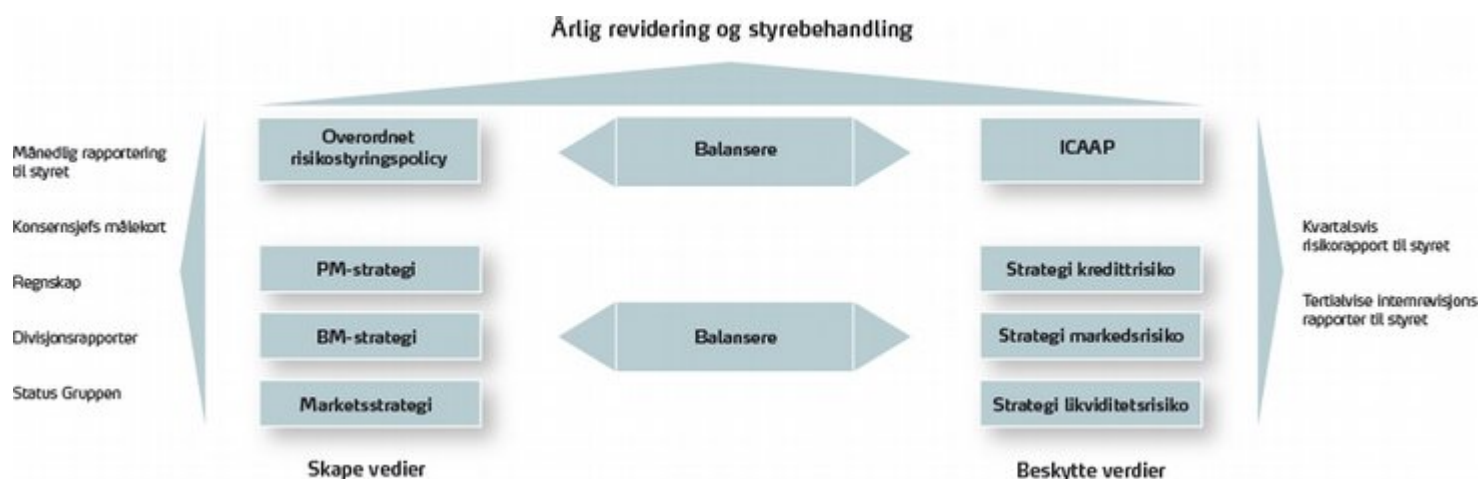 Årlig revidering og styrebehandling
Månedlig rapportering
til styret
Konsernsjefs målekort
Regnskap
Divisjonsrapporter
Status Gruppen
Overordnet
risikostyringspolicy
PM-strategi
BM-strategi
Marketsstrategi
Skape vedier
Balansere
Balansere
ICAAP
Strategi kredittrisiko
Strategi markedsrisiko
Strategi likviditetsrisiko
Beskytte verdier
Kvartalsvis
risikorapport til styret
Tertialvise internrevisjons
rapporter til styret